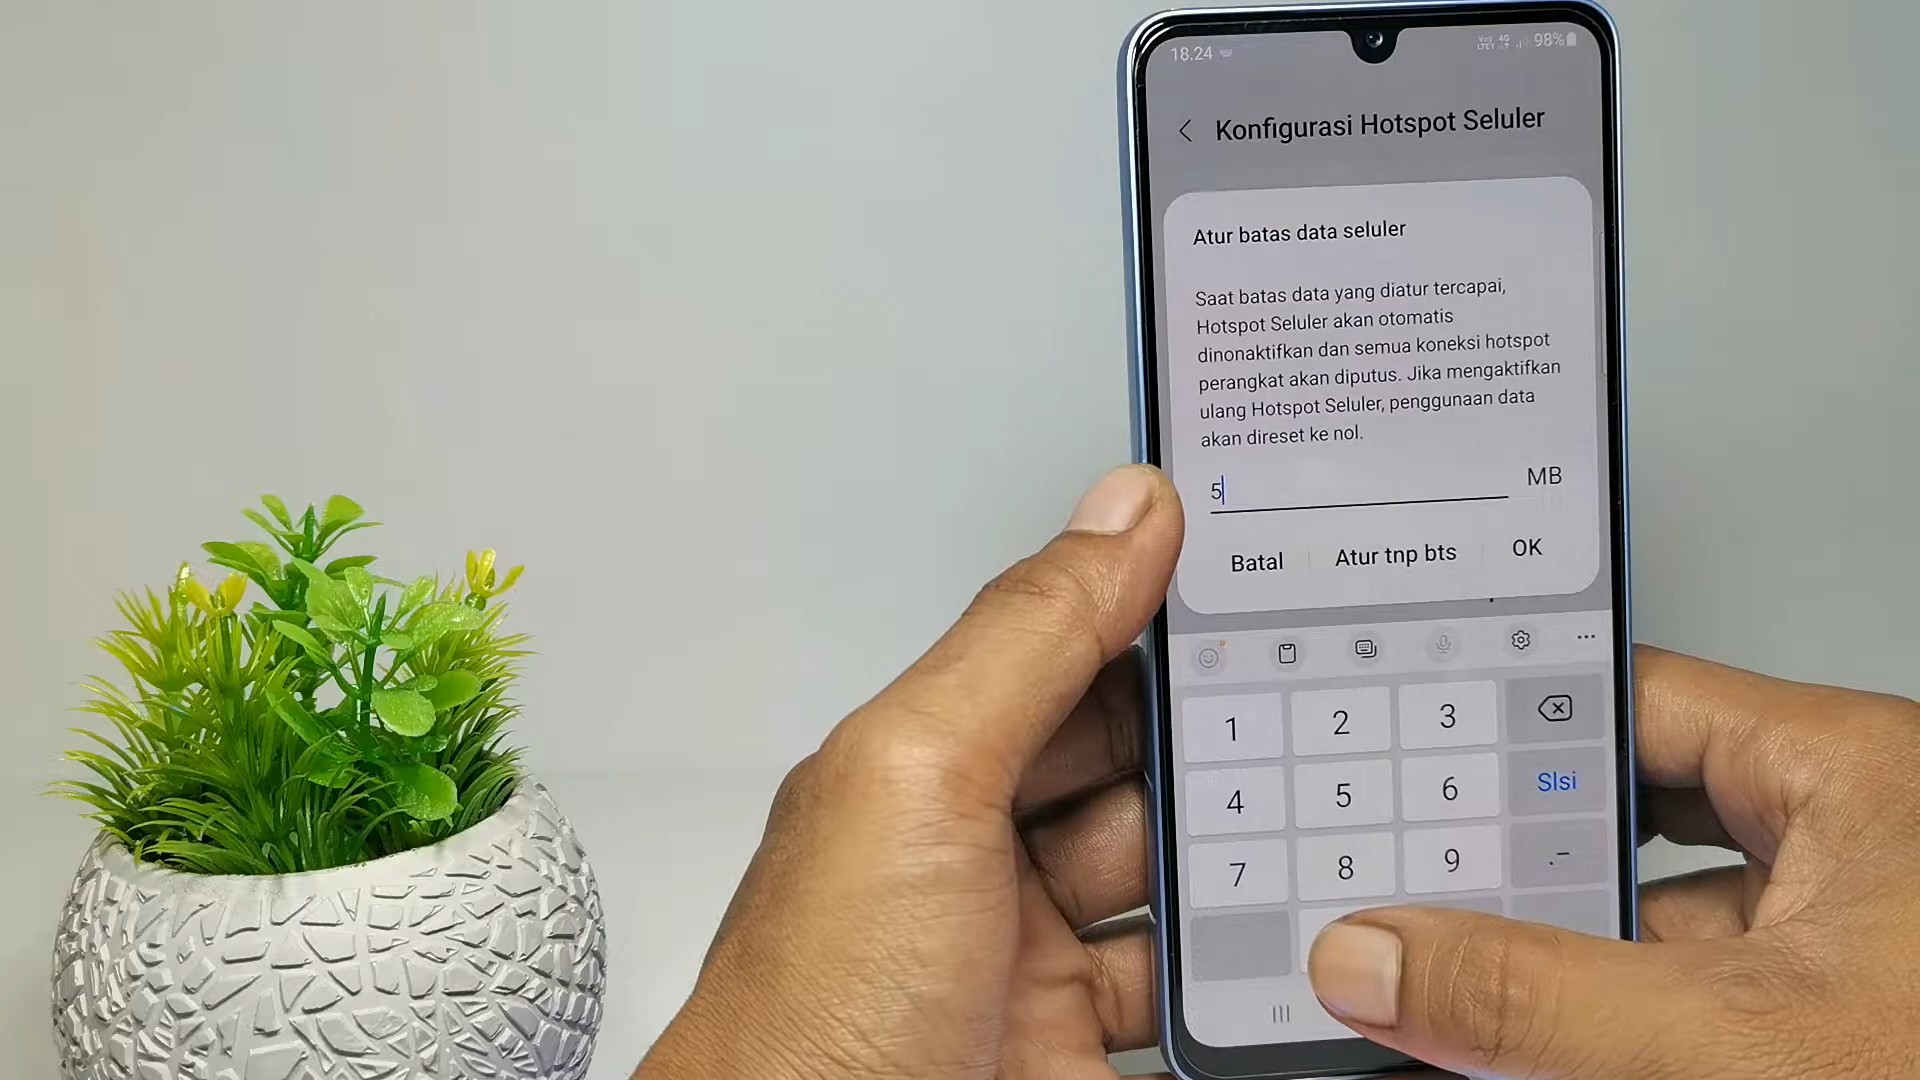 18.24
98%
Konfigurasi Hotspot Seluler
Atur batas data seluler
Saat batas data yang diatur tercapai,
Hotspot Seluler akan otomatis
dinonaktifkan dan semua koneksi hotspot
perangkat akan diputus. Jika mengaktifkan
ulang Hotspot Seluler, penggunaan data
akan direset ke nol.
5 MB
Batal Atur tnp bts OK
1 2 3
4 5 6 Slsi
7 8 9 .-